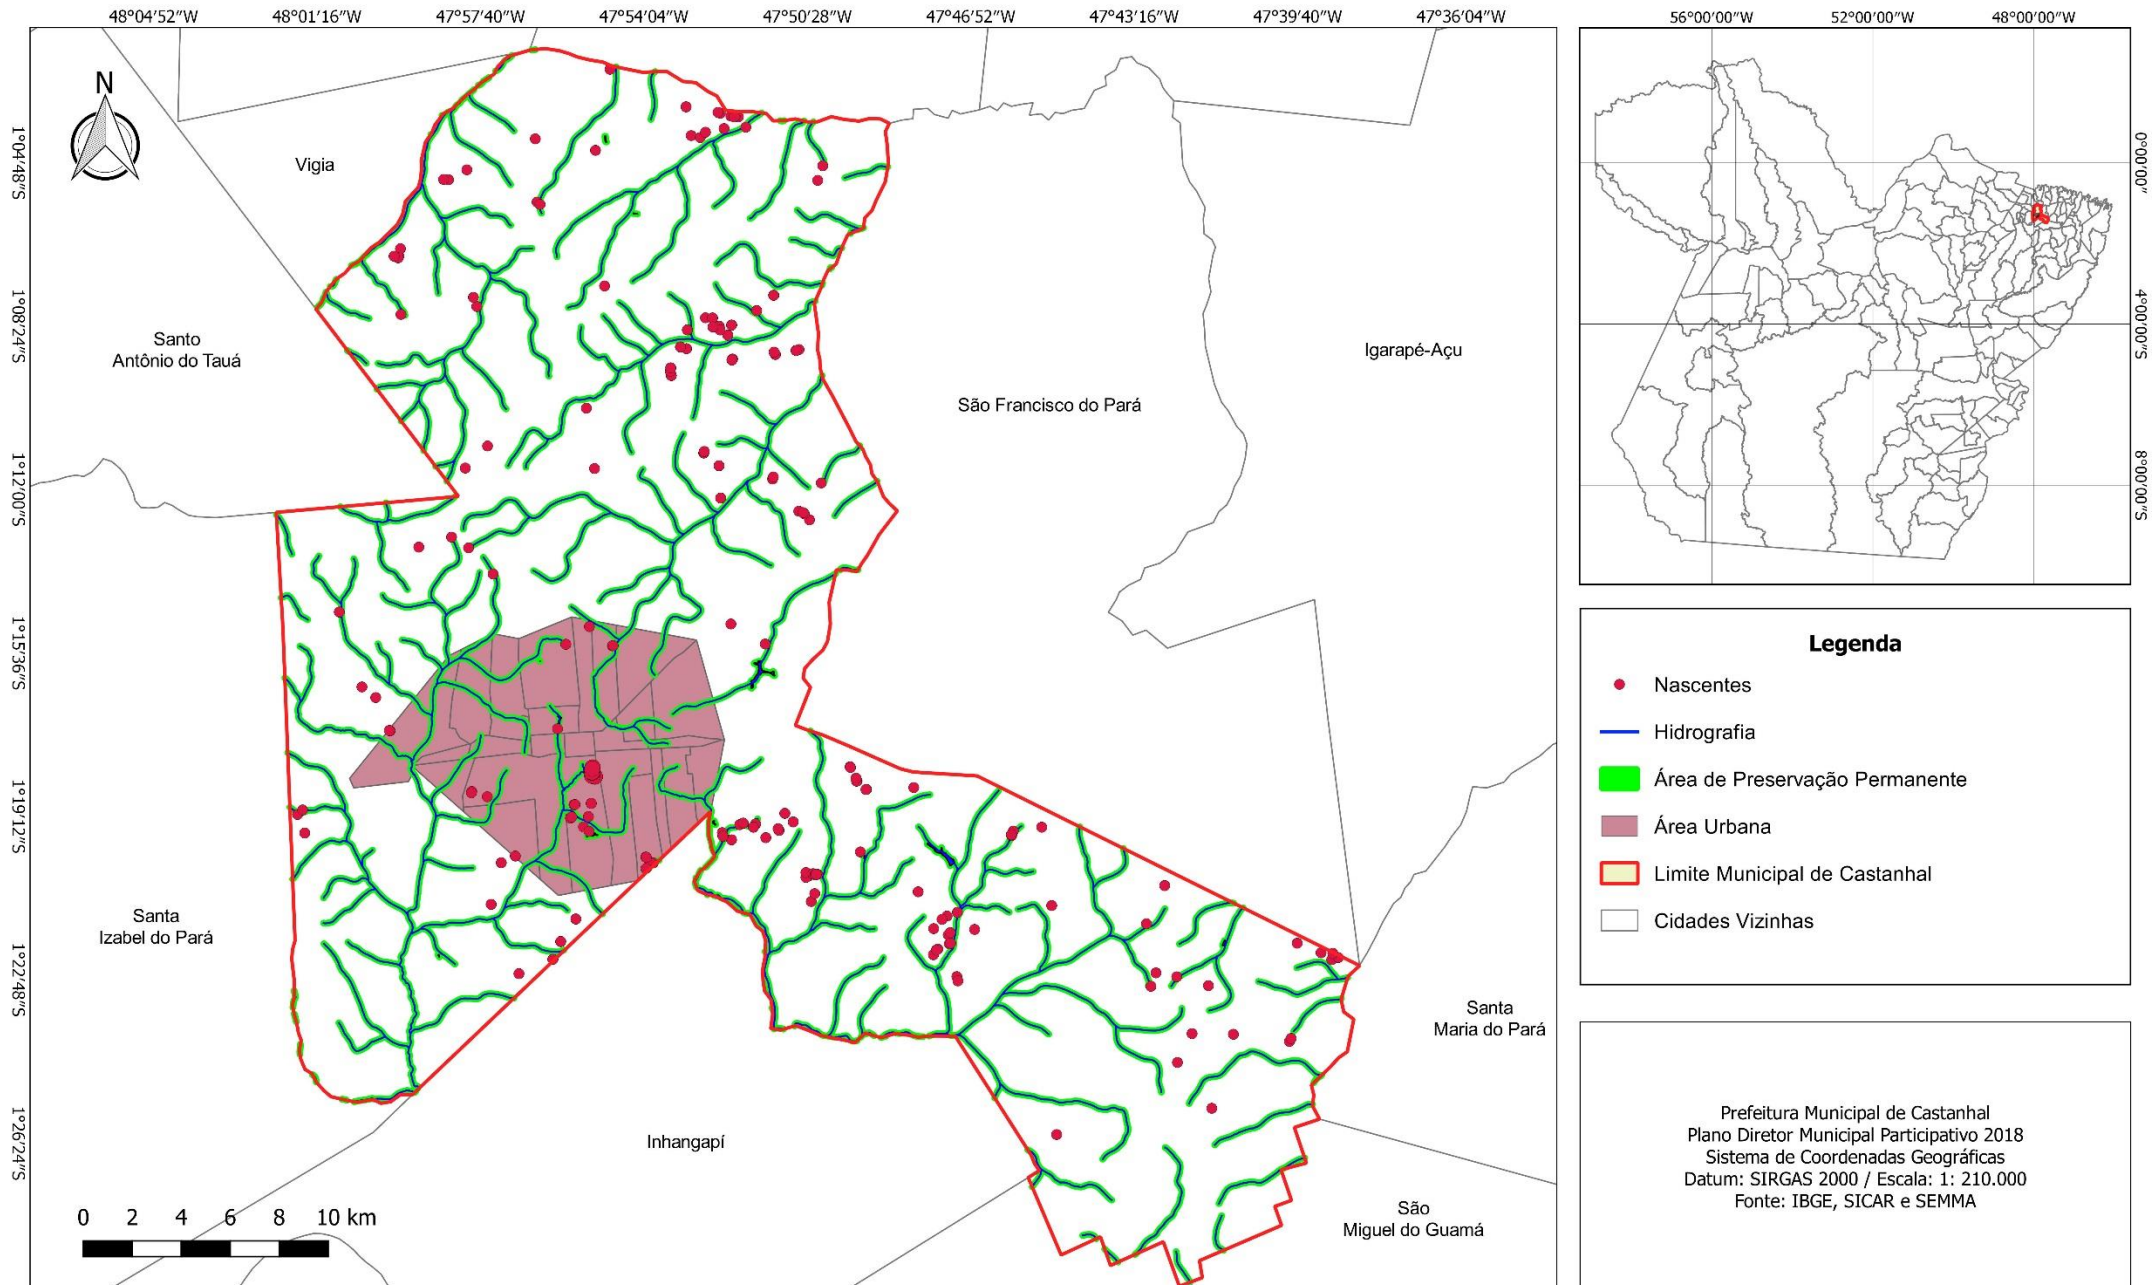 48°04'52"W 48°01'16"W 47°57'40"W 47°54'04"W 47°50'28"W 47°46'52"W 47°43'16"W 47°39'40"W 47°36'04"W
56°00'00"W 52°00'00"W 48°00'00"W
N
1°04'48"S
1°08'24"S
1°12'00"S
1°15'36"S
1°19'12"S
1°22'48"S
1°26'24"S
0°00'00"
4°00'00"S
8°00'00"S
Vigia
Santo
Antônio do Tauá
Igarapé-Açu
São Francisco do Pará
Santa
Izabel do Pará
Santa
Maria do Pará
Inhangapí
São
Miguel do Guamá
0 2 4 6 8 10 km
Legenda
Nascentes
Hidrografia
Área de Preservação Permanente
Área Urbana
Limite Municipal de Castanhal
Cidades Vizinhas
Prefeitura Municipal de Castanhal
Plano Diretor Municipal Participativo 2018
Sistema de Coordenadas Geográficas
Datum: SIRGAS 2000 / Escala: 1: 210.000
Fonte: IBGE, SICAR e SEMMA